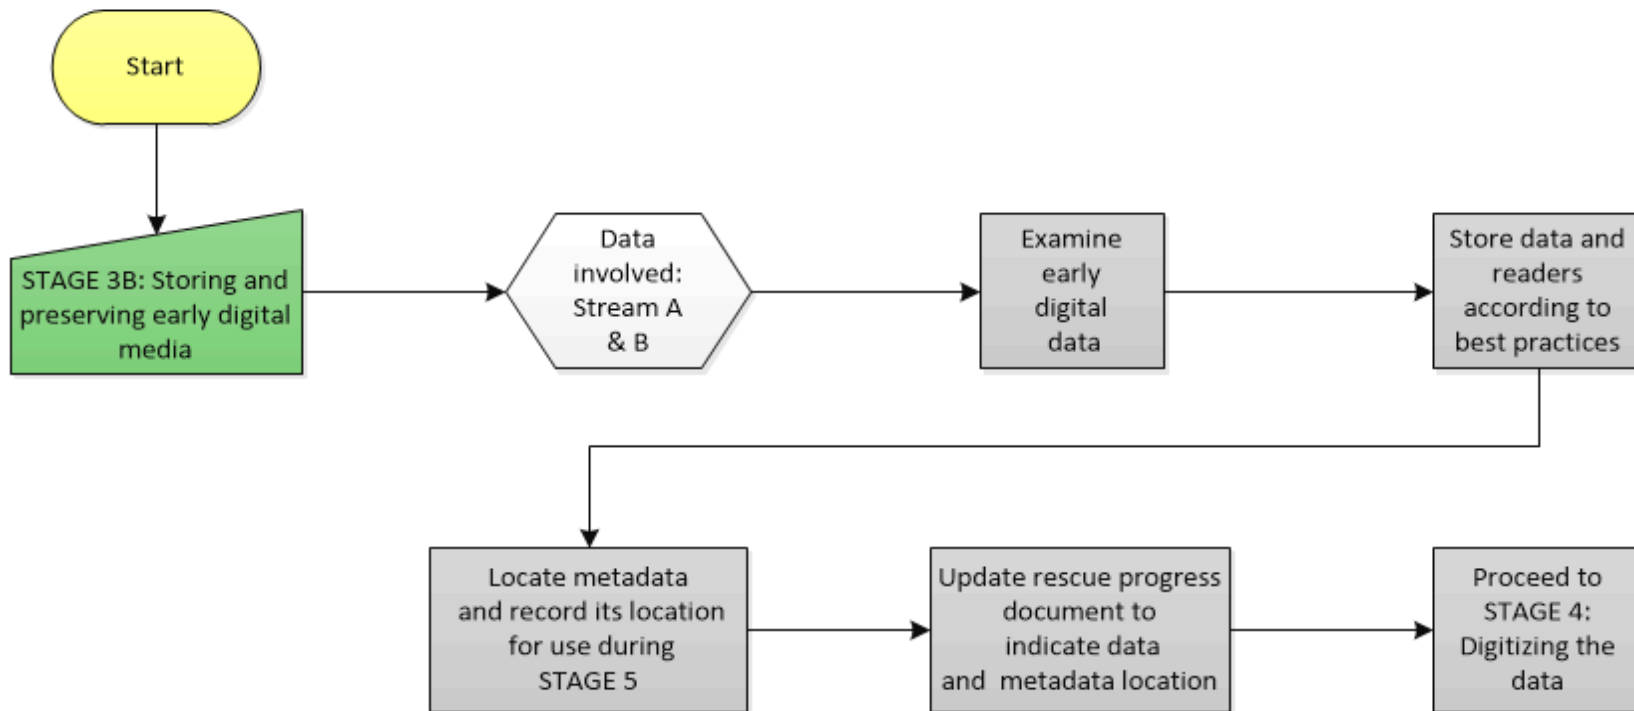 Start
STAGE 3B: Storing and
preserving early digital
media
Data
involved:
Stream A
& B
Examine
early
digital
data
Store data and
readers
according to
best practices
Locate metadata
and record its location
for use during
STAGE 5
Update rescue progress
document to
indicate data
and metadata location
Proceed to
STAGE 4:
Digitizing the
data